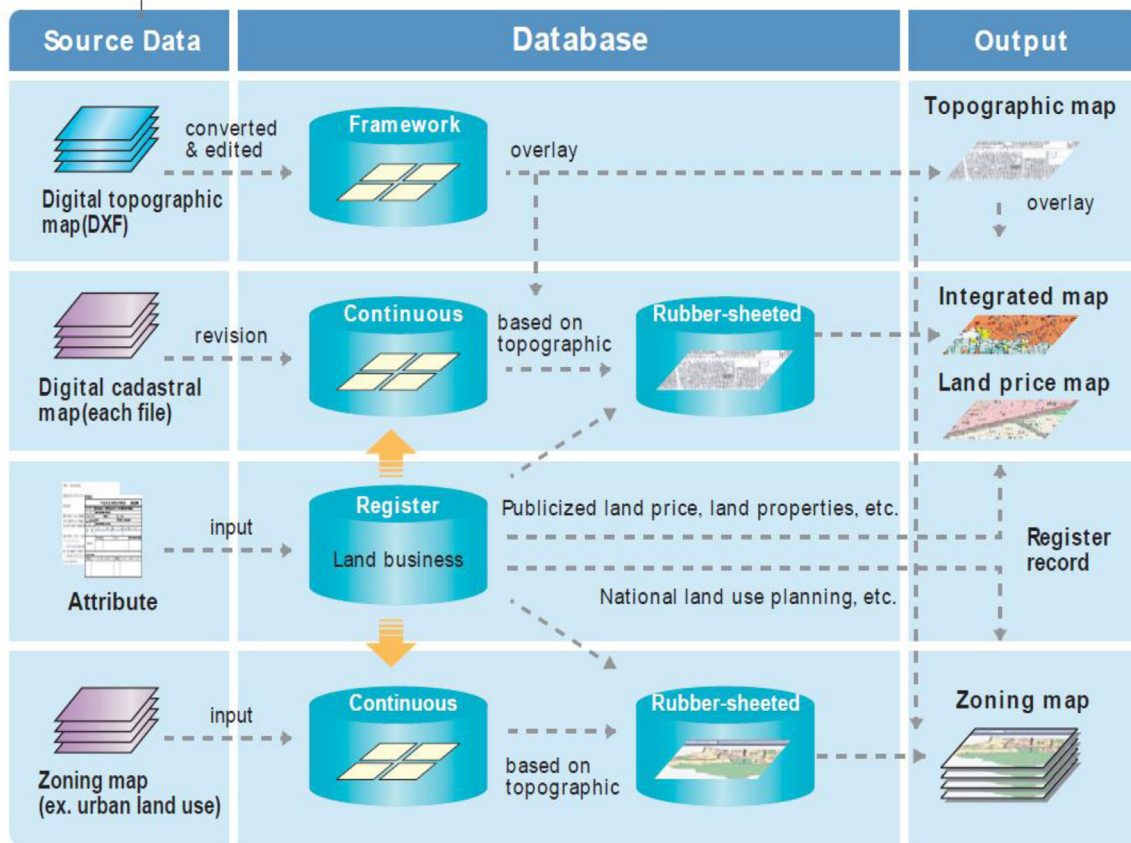 Source Data
Database
Output
converted
& edited
Framework
overlay
Topographic map
overlay
Digital topographic
map(DXF)
revision
Continuous
based on
topographic
Rubber-sheeted
Integrated map
Land price map
Digital cadastral
map(each file)
input
Register
Land business
Publicized land price, land properties, etc.
National land use planning, etc.
Register
record
Attribute
input
Continuous
based on
topographic
Rubber-sheeted
Zoning map
Zoning map
(ex. urban land use)